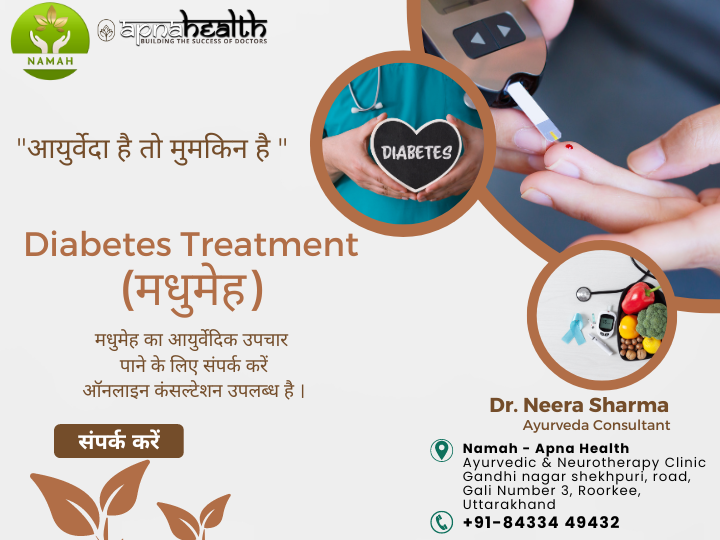 NAMAH
apnahealth
BUILDING THE SUCCESS OF DOCTORS
"आयुर्वेदा है तो मुमकिन है "
DIABETES
Diabetes Treatment
(मधुमेह)
मधुमेह का आयुर्वेदिक उपचार
पाने के लिए संपर्क करें
ऑनलाइन कंसल्टेशन उपलब्ध है ।
संपर्क करें
Dr. Neera Sharma
Ayurveda Consultant
Namah - Apna Health
Ayurvedic & Neurotherapy Clinic
Gandhi nagar shekhpuri, road,
Gali Number 3, Roorkee,
Uttarakhand
+91-84334 49432